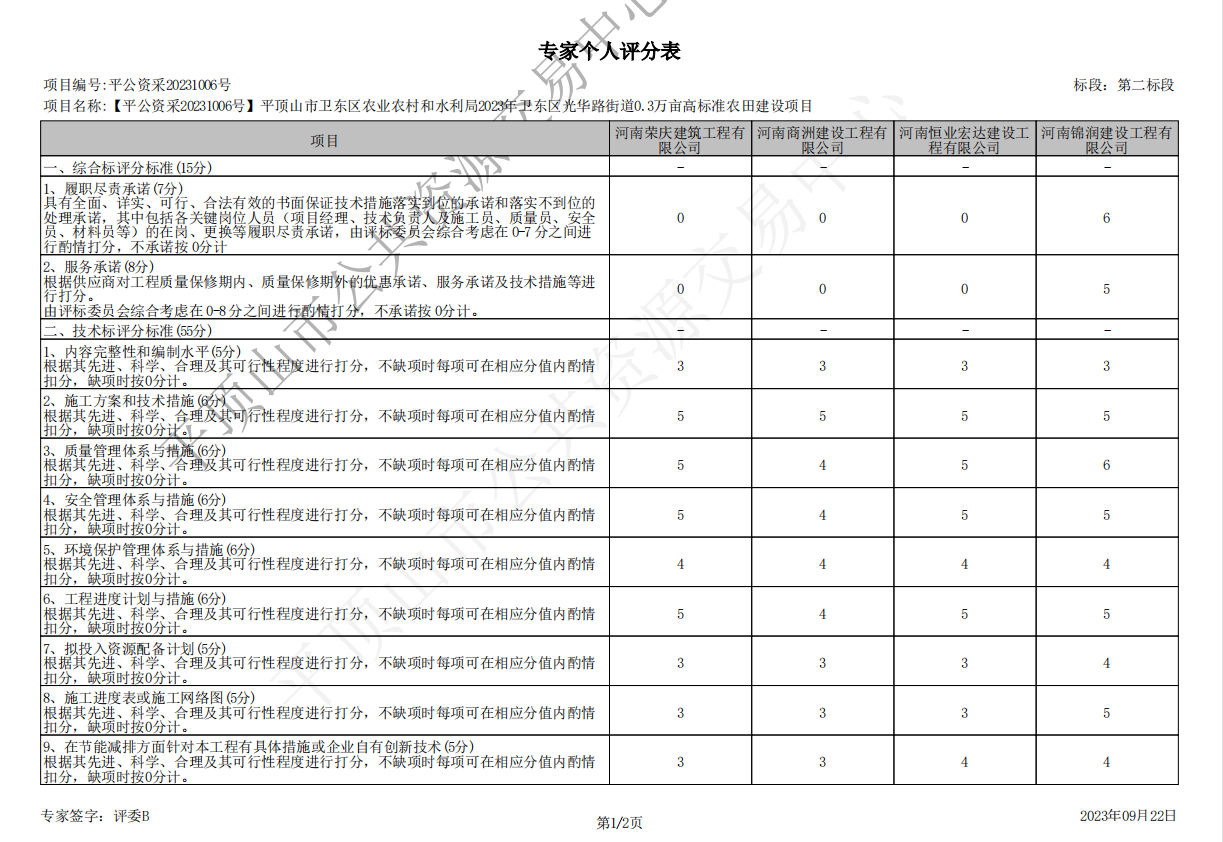 专家个人评分表
项目编号:平公资采20231006号
标段：第二标段
项目名称:【平公资采20231006号】平顶山市卫东区农业农村和水利局2023年卫东区光华路街道0.3万亩高标准农田建设项目
项目
河南荣庆建筑工程有
限公司
河南商洲建设工程有
限公司
河南恒业宏达建设工
程有限公司
河南锦润建设工程有
限公司
一、综合标评分标准(15分)
－ － － －
1、履职尽责承诺(7分)
具有全面、详实、可行、合法有效的书面保证技术措施落实到位的承诺和落实不到位的
处理承诺，其中包括各关键岗位人员（项目经理、技术负责人及施工员、质量员、安全
员、材料员等）的在岗、更换等履职尽责承诺，由评标委员会综合考虑在 0-7 分之间进
行酌情打分，不承诺按 0分计
0 0 0 6
2、服务承诺(8分)
根据供应商对工程质量保修期内、质量保修期外的优惠承诺、服务承诺及技术措施等进
行打分。
由评标委员会综合考虑在 0-8 分之间进行酌情打分，不承诺按 0分计。
0 0 0 5
二、技术标评分标准(55分)
－ － － －
1、内容完整性和编制水平(5分)
根据其先进、科学、合理及其可行性程度进行打分，不缺项时每项可在相应分值内酌情
扣分，缺项时按0分计。
3 3 3 3
2、施工方案和技术措施(6分)
根据其先进、科学、合理及其可行性程度进行打分，不缺项时每项可在相应分值内酌情
扣分，缺项时按0分计。
5 5 5 5
3、质量管理体系与措施(6分)
根据其先进、科学、合理及其可行性程度进行打分，不缺项时每项可在相应分值内酌情
扣分，缺项时按0分计。
5 4 5 6
4、安全管理体系与措施(6分)
根据其先进、科学、合理及其可行性程度进行打分，不缺项时每项可在相应分值内酌情
扣分，缺项时按0分计。
5 4 5 5
5、环境保护管理体系与措施(6分)
根据其先进、科学、合理及其可行性程度进行打分，不缺项时每项可在相应分值内酌情
扣分，缺项时按0分计。
4 4 4 4
6、工程进度计划与措施(6分)
根据其先进、科学、合理及其可行性程度进行打分，不缺项时每项可在相应分值内酌情
扣分，缺项时按0分计。
5 4 5 5
7、拟投入资源配备计划(5分)
根据其先进、科学、合理及其可行性程度进行打分，不缺项时每项可在相应分值内酌情
扣分，缺项时按0分计。
3 3 3 4
8、施工进度表或施工网络图(5分)
根据其先进、科学、合理及其可行性程度进行打分，不缺项时每项可在相应分值内酌情
扣分，缺项时按0分计。
3 3 3 5
9、在节能减排方面针对本工程有具体措施或企业自有创新技术(5分)
根据其先进、科学、合理及其可行性程度进行打分，不缺项时每项可在相应分值内酌情
扣分，缺项时按0分计。
3 3 4 4
专家签字：评委B
第1/2页
2023年09月22日
平顶山市公共资源交易中心
平顶山市公共资源交易中心